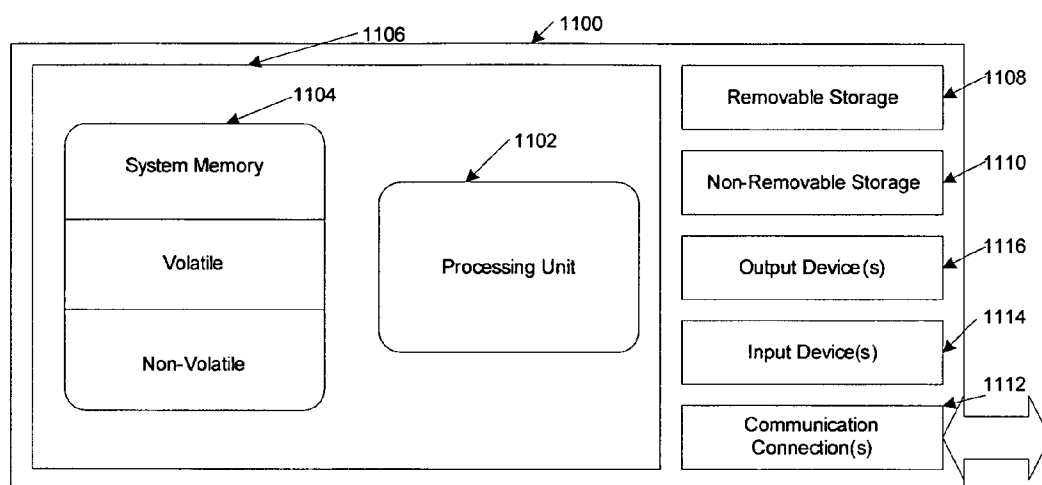 1100
1106
1104
System Memory
Volatile
Non-Volatile
1102
Processing Unit
1108
Removable Storage
1110
Non-Removable Storage
1116
Output Device(s)
1114
Input Device(s)
1112
Communication
Connection(s)